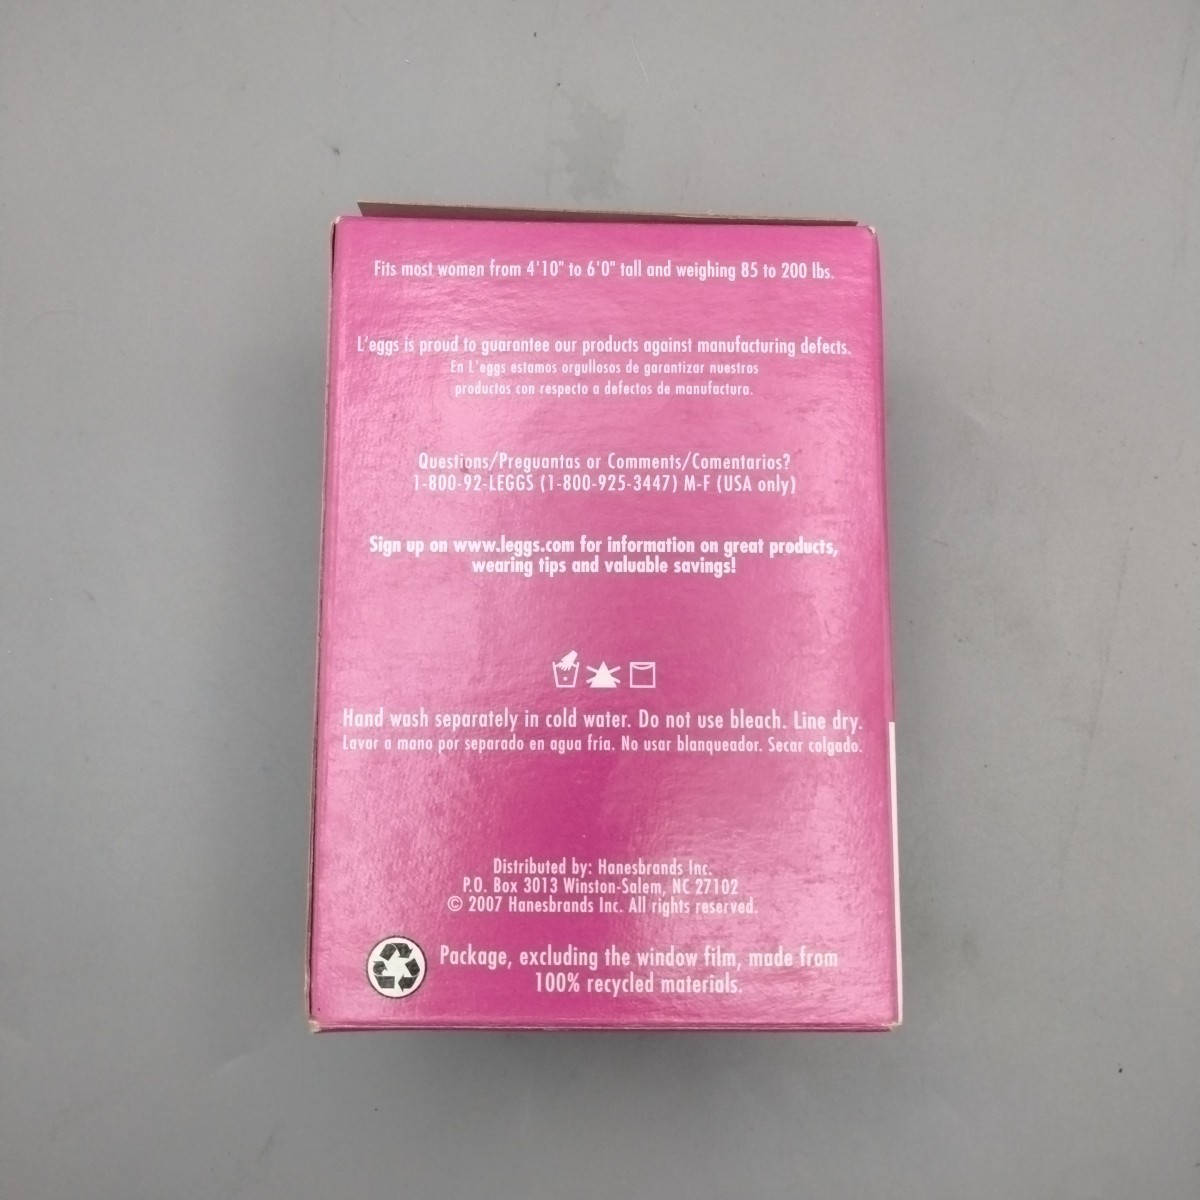 Fits most women from 4'10" to 6'0" tall and weighing 85 to 200 lbs.
L'eggs is proud to guarantee our products against manufacturing defects.
En L'eggs estamos orgullosos de garantizar nuestros
productos con respecto a defectos de manufactura.
Questions/Preguantas or Comments/Comentarios?
1-800-92-LEGGS (1-800-925-3447) M-F (USA only)
Sign up on www.leggs.com for information on great products,
wearing tips and valuable savings!
Hand wash separately in cold water. Do not use bleach. Line dry.
Lavar a mano por separado en agua fría. No usar blanqueador. Secar colgado.
Distributed by: Hanesbrands Inc.
P.O. Box 3013 Winston-Salem, NC 27102
© 2007 Hanesbrands Inc. All rights reserved.
Package, excluding the window film, made from
100% recycled materials.